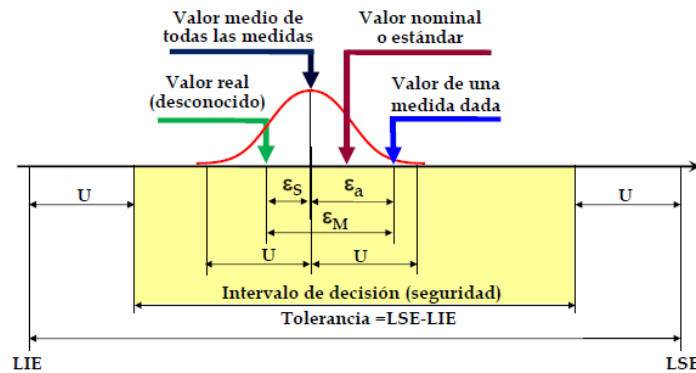 Valor medio de
todas las medidas
Valor nominal
o estándar
Valor real
(desconocido)
Valor de una
medida dada
U
εS
εa
U
εM
U
U
Intervalo de decisión (seguridad)
Tolerancia =LSE-LIE
LIE
LSE